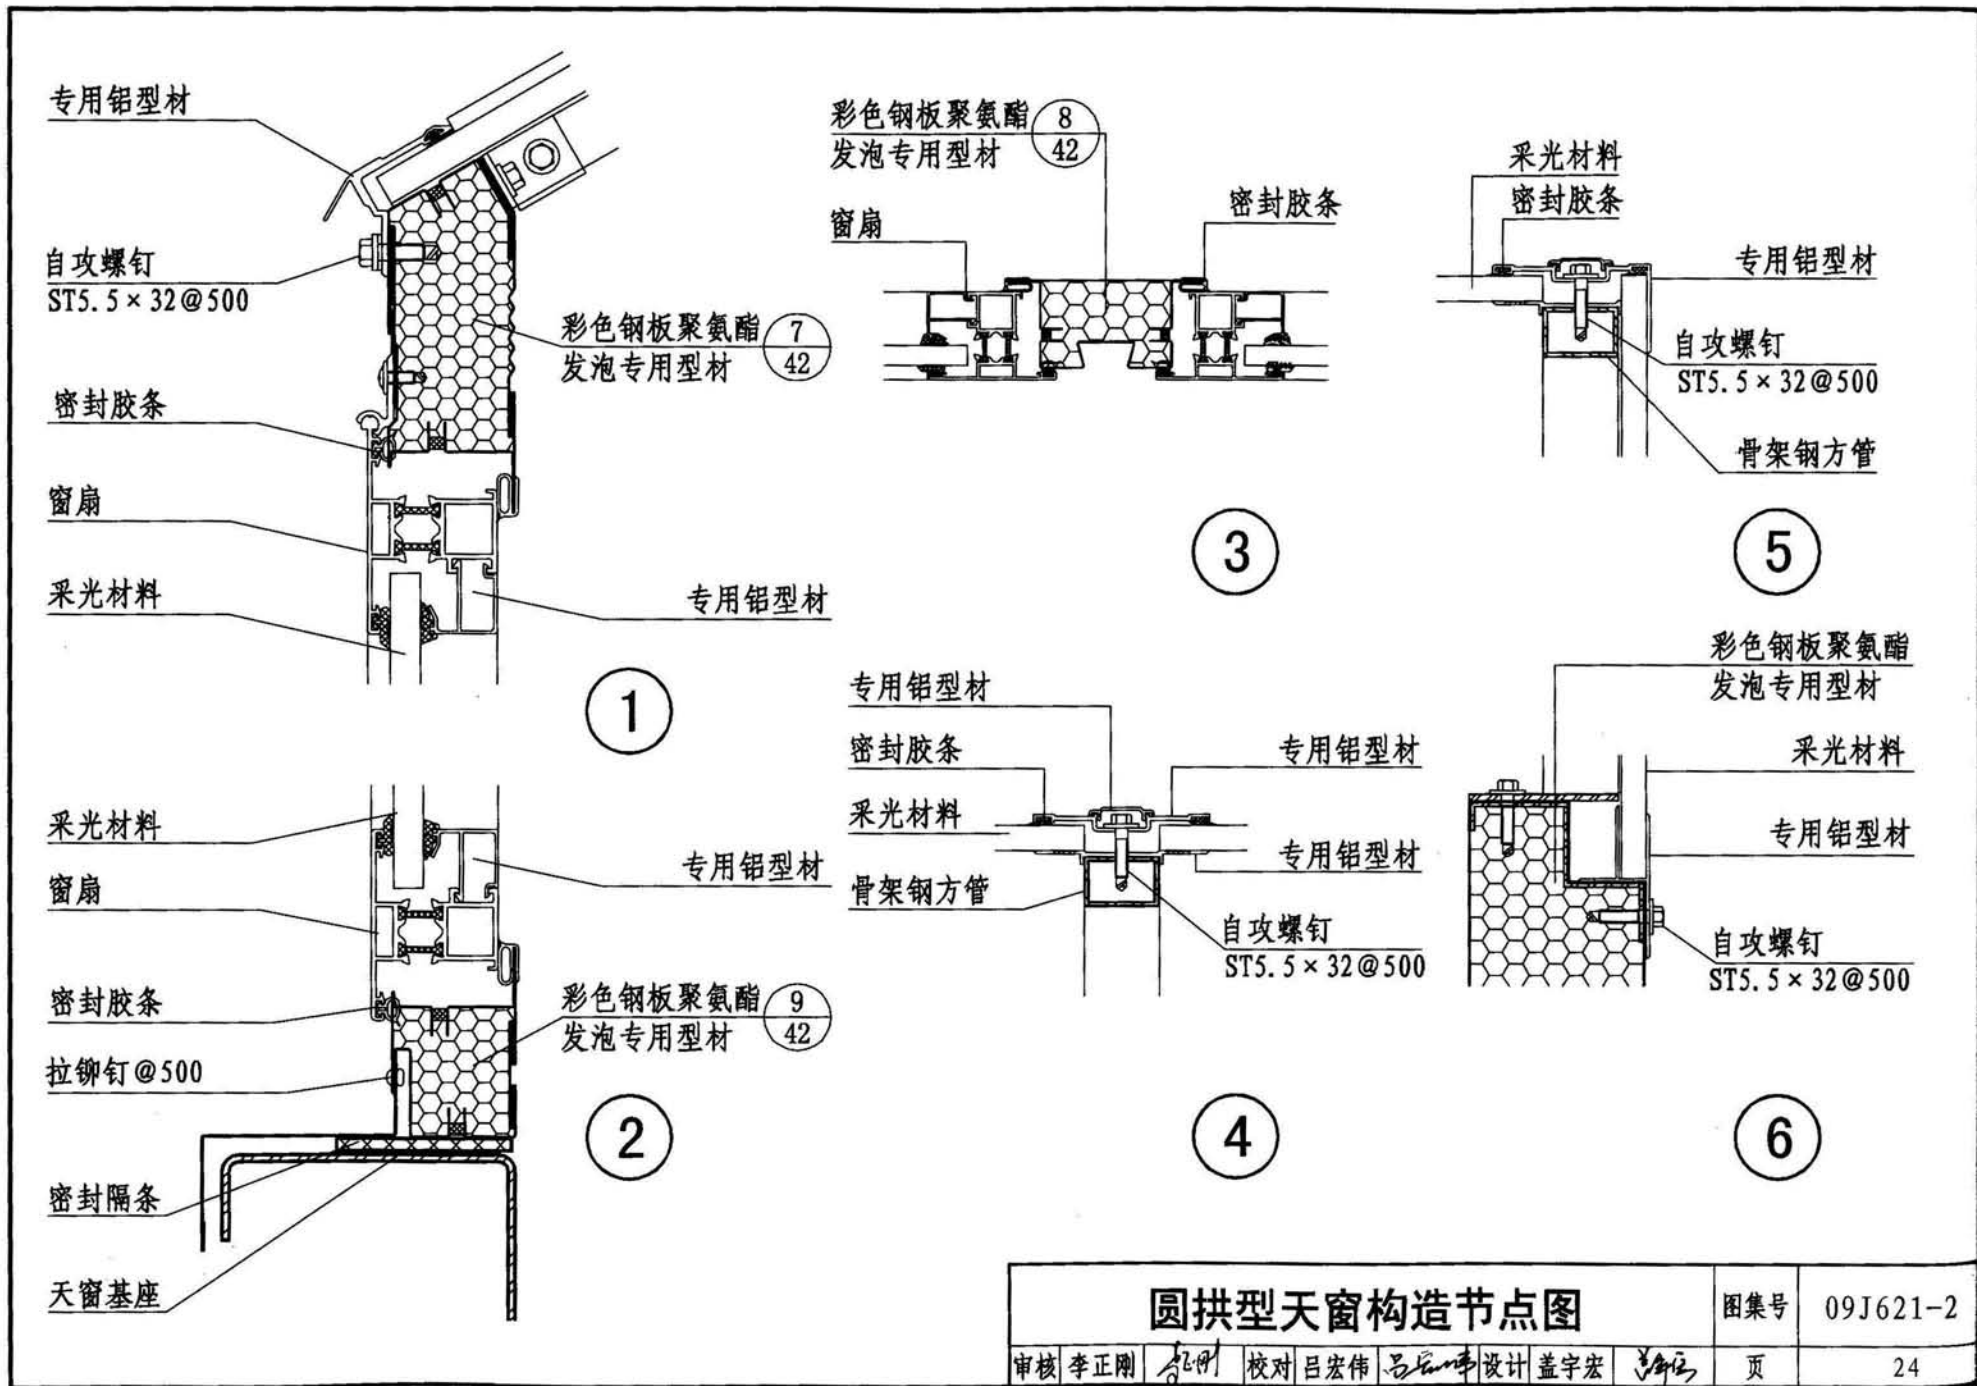 专用铝型材
自攻螺钉
ST5.5×32@500
彩色钢板聚氨酯
发泡专用型材
7
42
密封胶条
窗扇
采光材料
专用铝型材
1
采光材料
窗扇
专用铝型材
密封胶条
拉铆钉@500
彩色钢板聚氨酯
发泡专用型材
9
42
密封隔条
天窗基座
2
彩色钢板聚氨酯
发泡专用型材
8
42
窗扇
密封胶条
3
专用铝型材
密封胶条
采光材料
骨架钢方管
专用铝型材
专用铝型材
自攻螺钉
ST5.5×32@500
4
采光材料
密封胶条
专用铝型材
自攻螺钉
ST5.5×32@500
骨架钢方管
5
彩色钢板聚氨酯
发泡专用型材
采光材料
专用铝型材
自攻螺钉
ST5.5×32@500
6
圆拱型天窗构造节点图
图集号 09J621-2
审核 李正刚 校对 吕宏伟 设计 盖宇宏 页 24